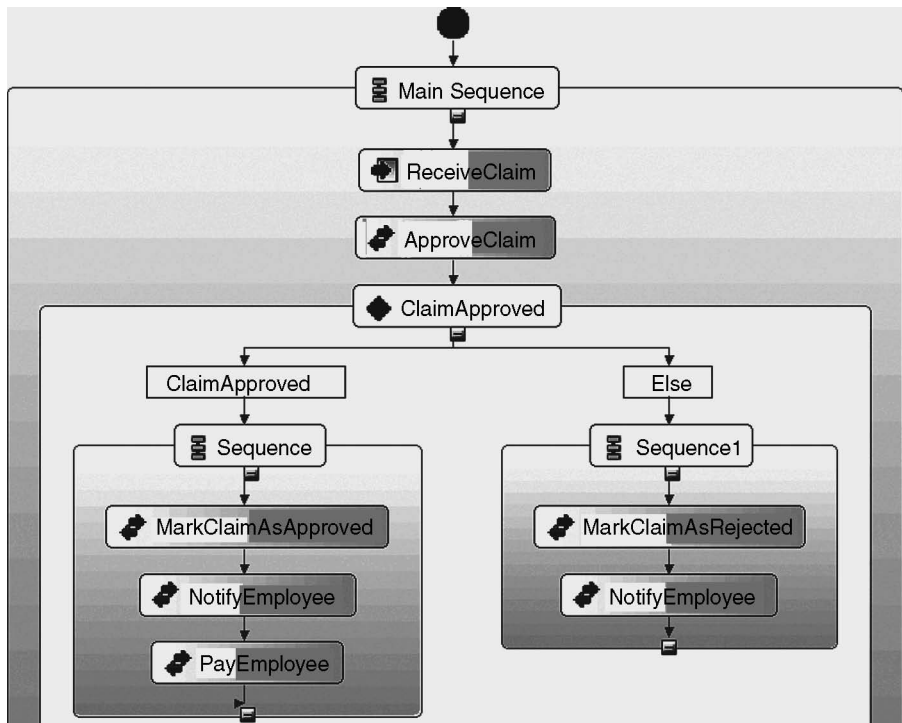 Main Sequence
ReceiveClaim
ApproveClaim
ClaimApproved
ClaimApproved
Else
Sequence
Sequence1
MarkClaimAsApproved
MarkClaimAsRejected
NotifyEmployee
NotifyEmployee
PayEmployee